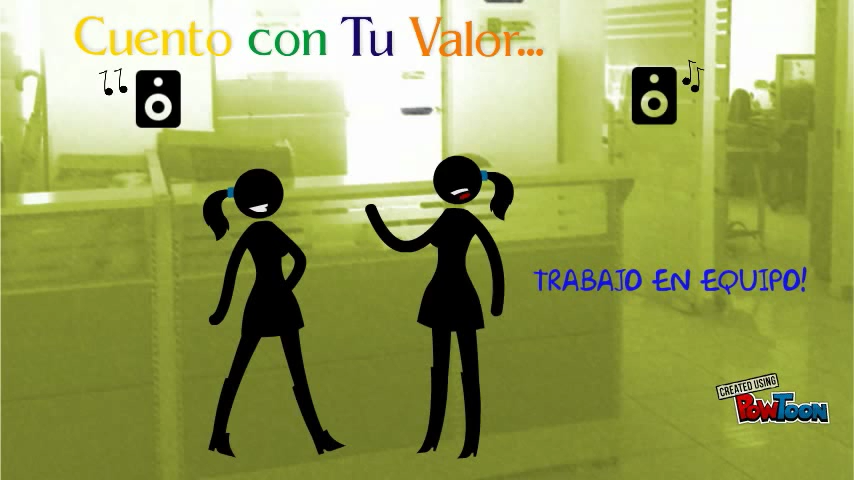 Cuento con Tu Valor...
TRABAJO EN EQUIPO!
CREATED USING
POWTOON